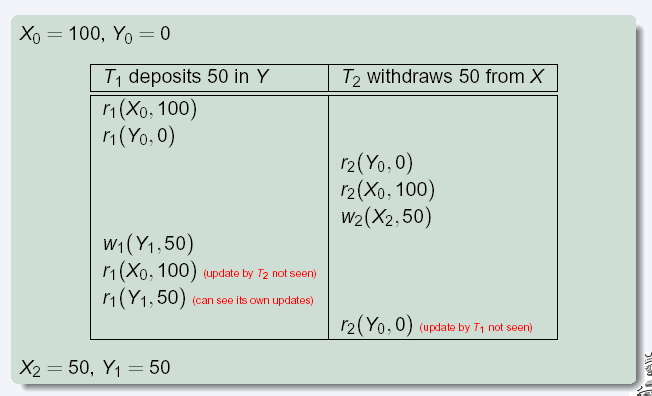 X₀ = 100, Y₀ = 0
T₁ deposits 50 in Y T₂ withdraws 50 from X
r₁(X₀, 100)
r₁(Y₀, 0)
r₂(Y₀, 0)
r₂(X₀, 100)
w₂(X₂, 50)
w₁(Y₁, 50)
r₁(X₀, 100) (update by T₂ not seen)
r₁(Y₁, 50) (can see its own updates)
r₂(Y₀, 0) (update by T₁ not seen)
X₂ = 50, Y₁ = 50